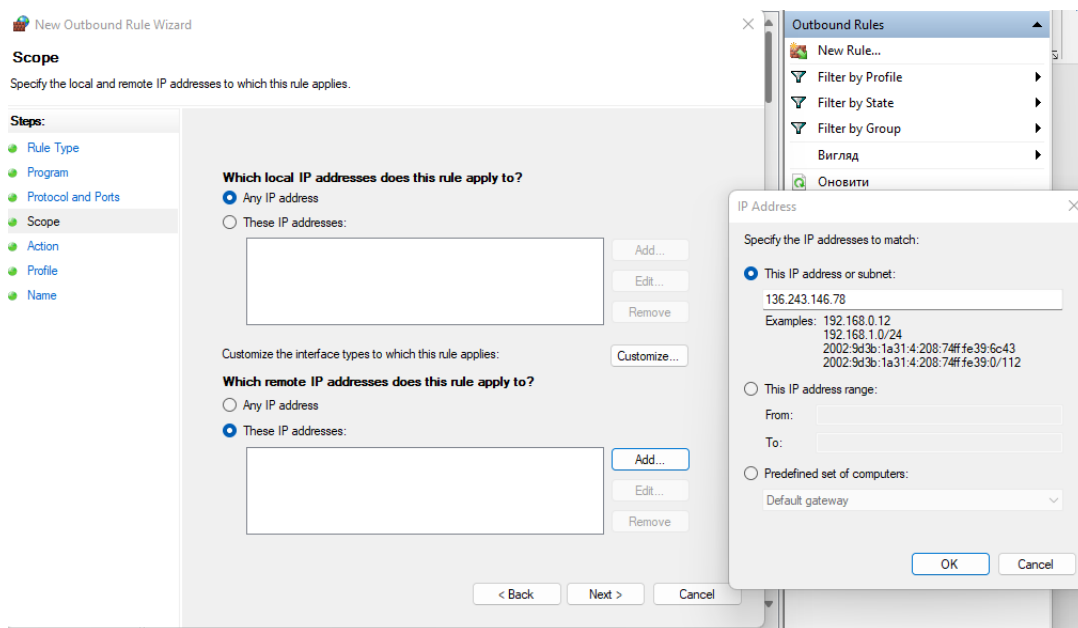 New Outbound Rule Wizard
Scope
Specify the local and remote IP addresses to which this rule applies.
Steps:
Rule Type
Program
Protocol and Ports
Scope
Action
Profile
Name
Which local IP addresses does this rule apply to?
Any IP address
These IP addresses:
Add...
Edit...
Remove
Customize the interface types to which this rule applies:
Customize...
Which remote IP addresses does this rule apply to?
Any IP address
These IP addresses:
Add...
Edit...
Remove
< Back
Next >
Cancel
Outbound Rules
New Rule...
Filter by Profile
Filter by State
Filter by Group
Вигляд
Оновити
IP Address
Specify the IP addresses to match:
This IP address or subnet:
136.243.146.78
Examples: 192.168.0.12
192.168.1.0/24
2002:9d3b:1a31:4:208:74ff:fe39:6c43
2002:9d3b:1a31:4:208:74ff:fe39:0/112
This IP address range:
From:
To:
Predefined set of computers:
Default gateway
OK
Cancel